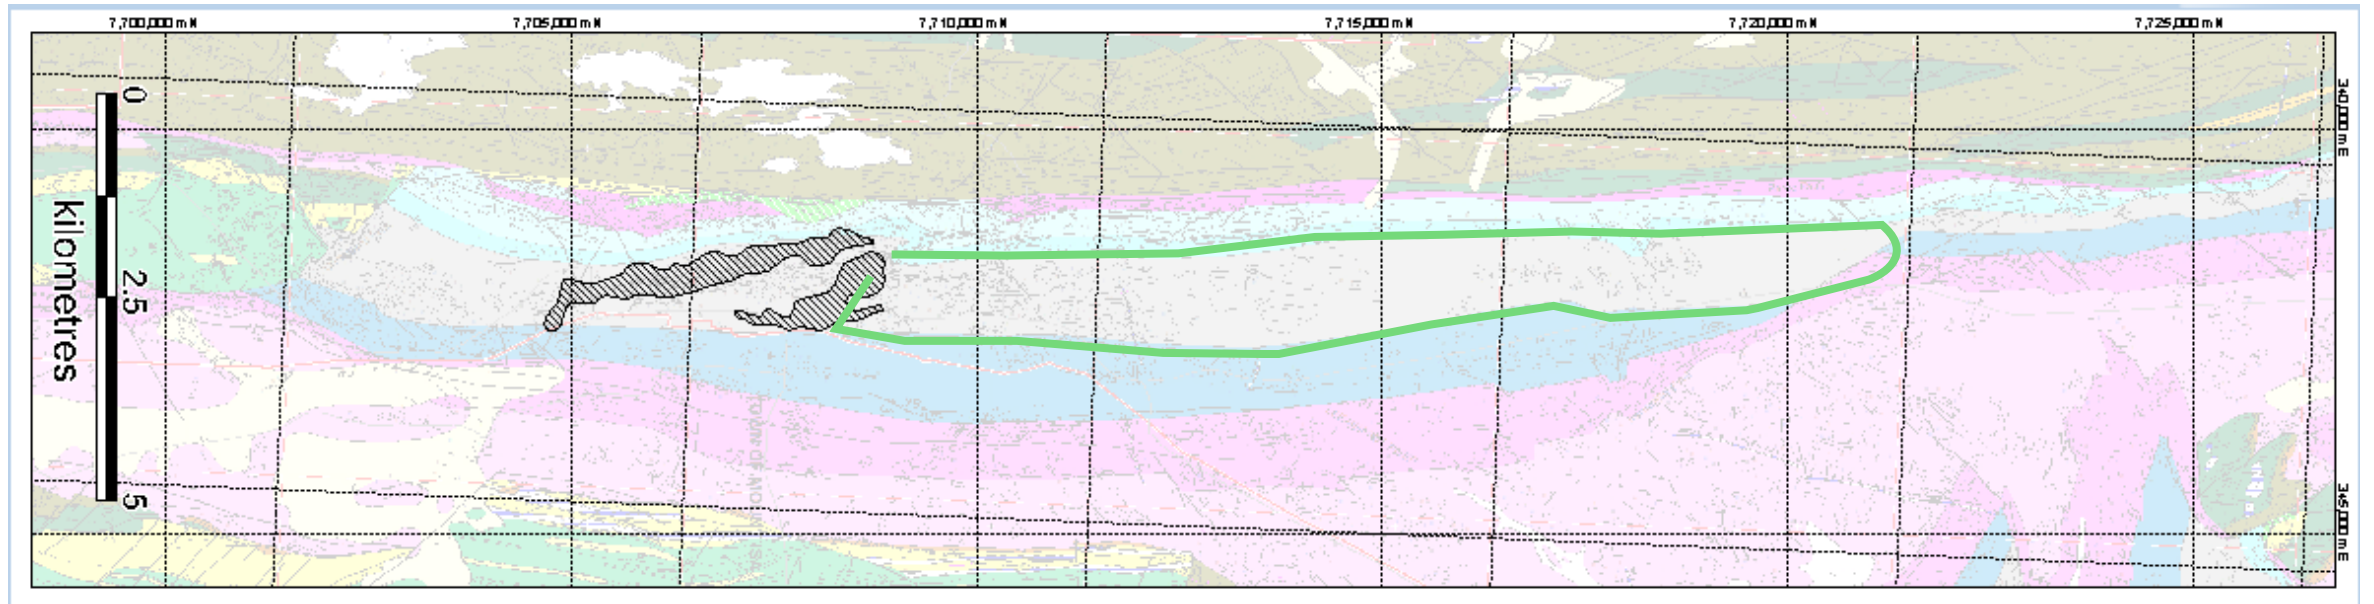 7,700,000 m N
7,705,000 m N
7,710,000 m N
7,715,000 m N
7,720,000 m N
7,725,000 m N
340,000 m E
345,000 m E
0
2.5
5
kilometres